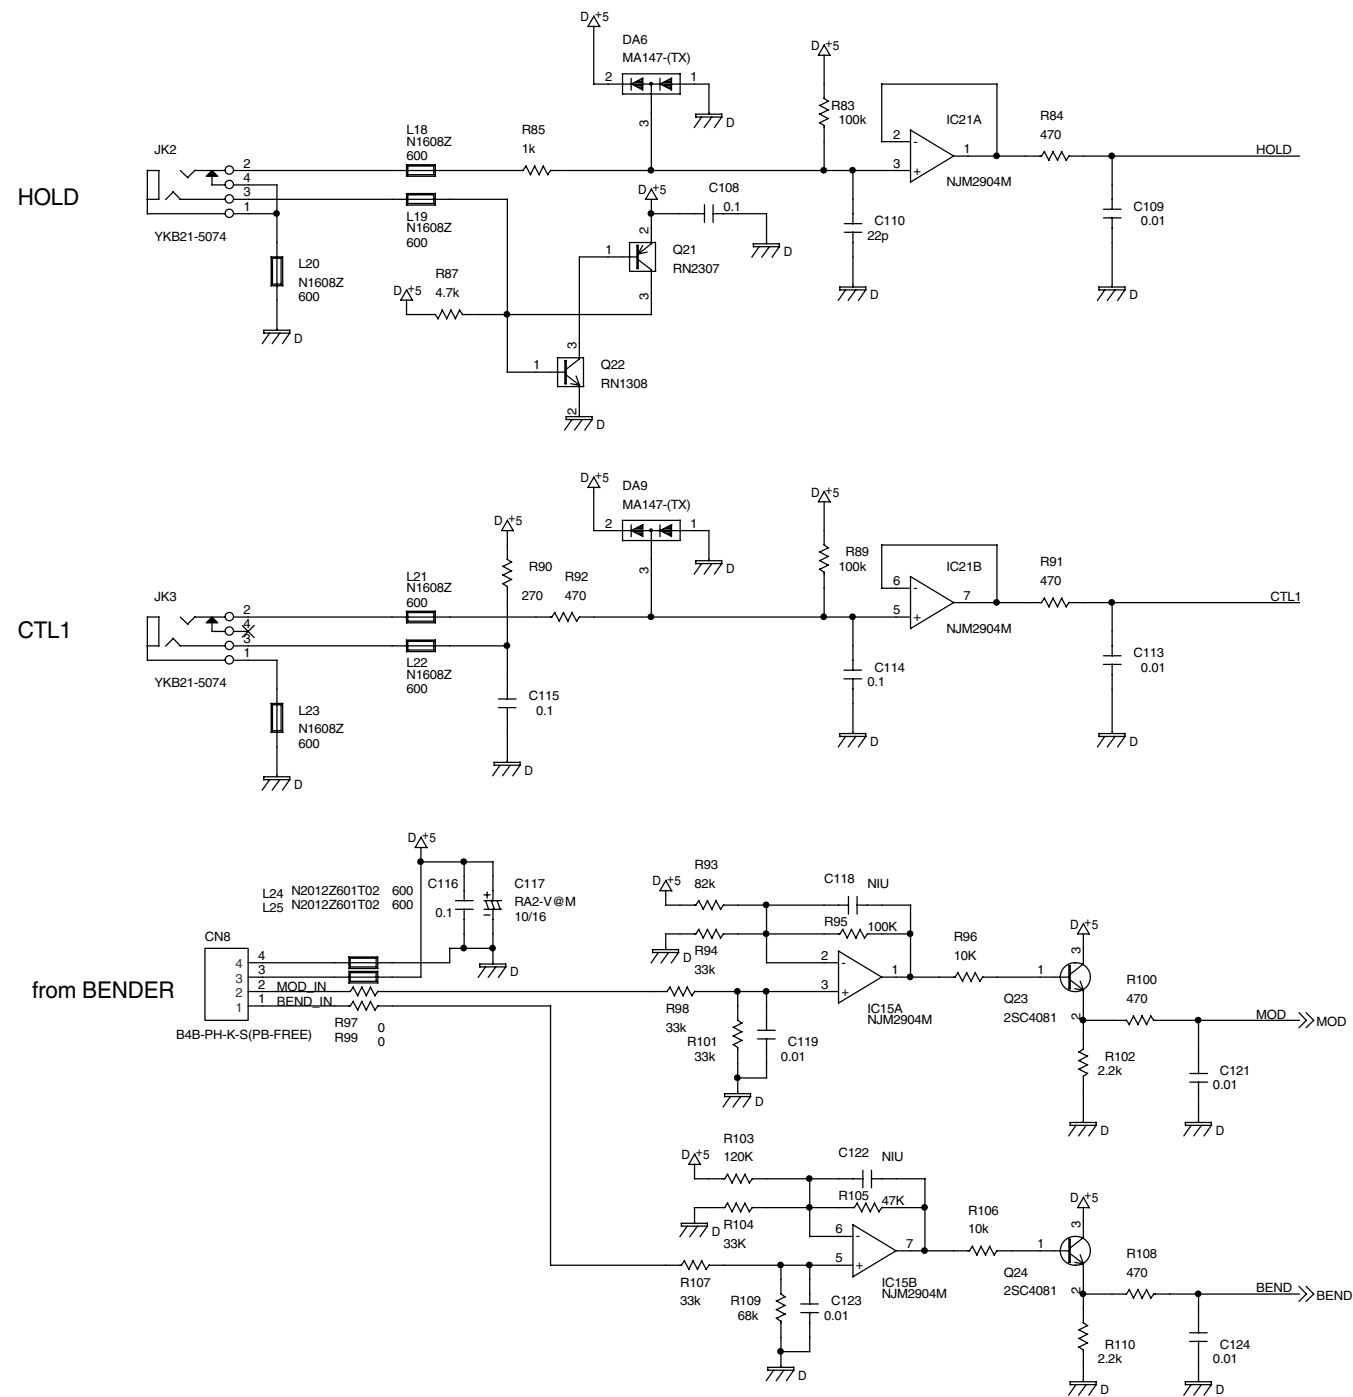 HOLD
JK2
YKB21-5074
2
4
3
1
L18
N1608Z
600
L19
N1608Z
600
L20
N1608Z
600
D
R85
1k
D +5
DA6
MA147-(TX)
2
1
3
D
D +5
R83
100k
2
-
3
+
1
IC21A
NJM2904M
R84
470
HOLD
C109
0.01
D
C110
22p
D
D +5
C108
0.1
D
2
1
3
Q21
RN2307
R87
4.7k
D +5
3
1
2
Q22
RN1308
D
CTL1
JK3
YKB21-5074
2
4
3
1
L21
N1608Z
600
L22
N1608Z
600
L23
N1608Z
600
D
D +5
R90
270
R92
470
C115
0.1
D
D +5
DA9
MA147-(TX)
2
1
3
D
D +5
R89
100k
6
-
5
+
7
IC21B
NJM2904M
R91
470
CTL1
C114
0.1
D
C113
0.01
D
from BENDER
D +5
L24 N2012Z601T02 600
L25 N2012Z601T02 600
C116
0.1
C117
RA2-V@M
10/16
+
-
D
CN8
4 4
3 3
2 2 MOD_IN
1 1 BEND_IN
B4B-PH-K-S(PB-FREE)
R97 0
R99 0
D +5
R93
82k
D
R94
33k
C118 NIU
R95 100K
2
-
3
+
1
IC15A
NJM2904M
R98
33k
R101
33k
C119
0.01
D
R96
10K
D +5
3
1
2
Q23
2SC4081
R100
470
MOD
MOD
R102
2.2k
D
C121
0.01
D
D +5
R103
120K
D
R104
33K
C122 NIU
R105 47K
6
-
5
+
7
IC15B
NJM2904M
R107
33k
R109
68k
C123
0.01
D
R106
10k
D +5
3
1
2
Q24
2SC4081
R108
470
BEND
BEND
R110
2.2k
D
C124
0.01
D